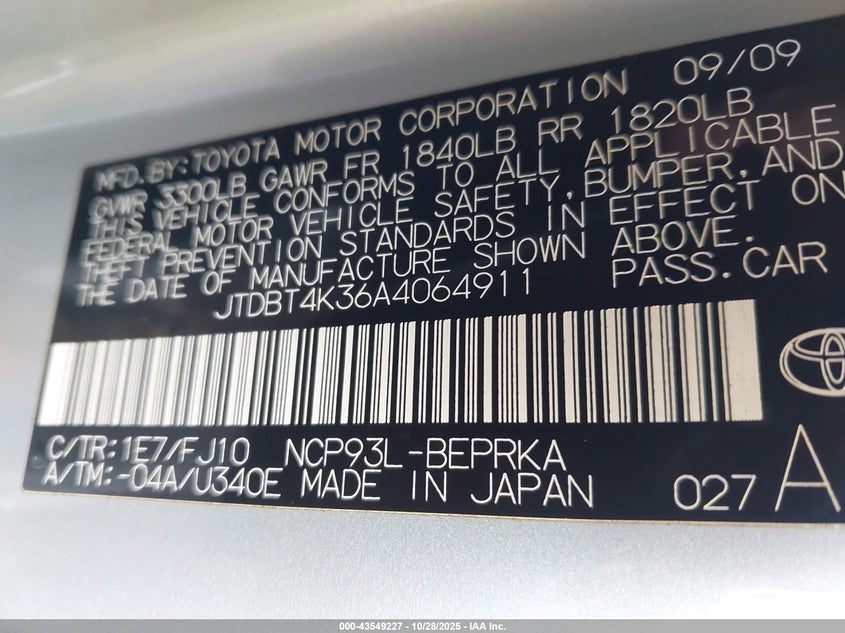 MFD. BY: TOYOTA MOTOR CORPORATION 09/09
GVWR 3300LB GAWR FR 1840LB RR 1820LB
THIS VEHICLE CONFORMS TO ALL APPLICABLE
FEDERAL MOTOR VEHICLE SAFETY, BUMPER, AND
THEFT PREVENTION STANDARDS IN EFFECT ON
THE DATE OF MANUFACTURE SHOWN ABOVE.
JTDBT4K36A4064911 PASS. CAR
C/TR: 1E7/FJ10 NCP93L-BEPRKA
A/TM: -04A/U340E MADE IN JAPAN 027 A
000-43549227 - 10/28/2025 - IAA Inc.